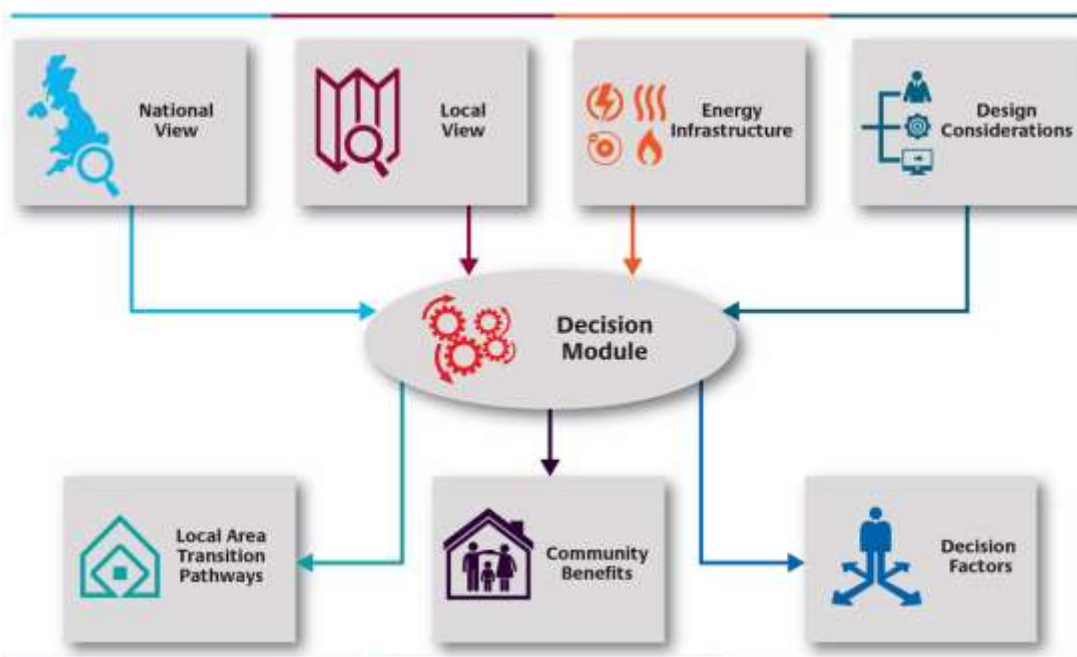 National
View
Local
View
Energy
Infrastructure
Design
Considerations
Decision
Module
Local Area
Transition
Pathways
Community
Benefits
Decision
Factors